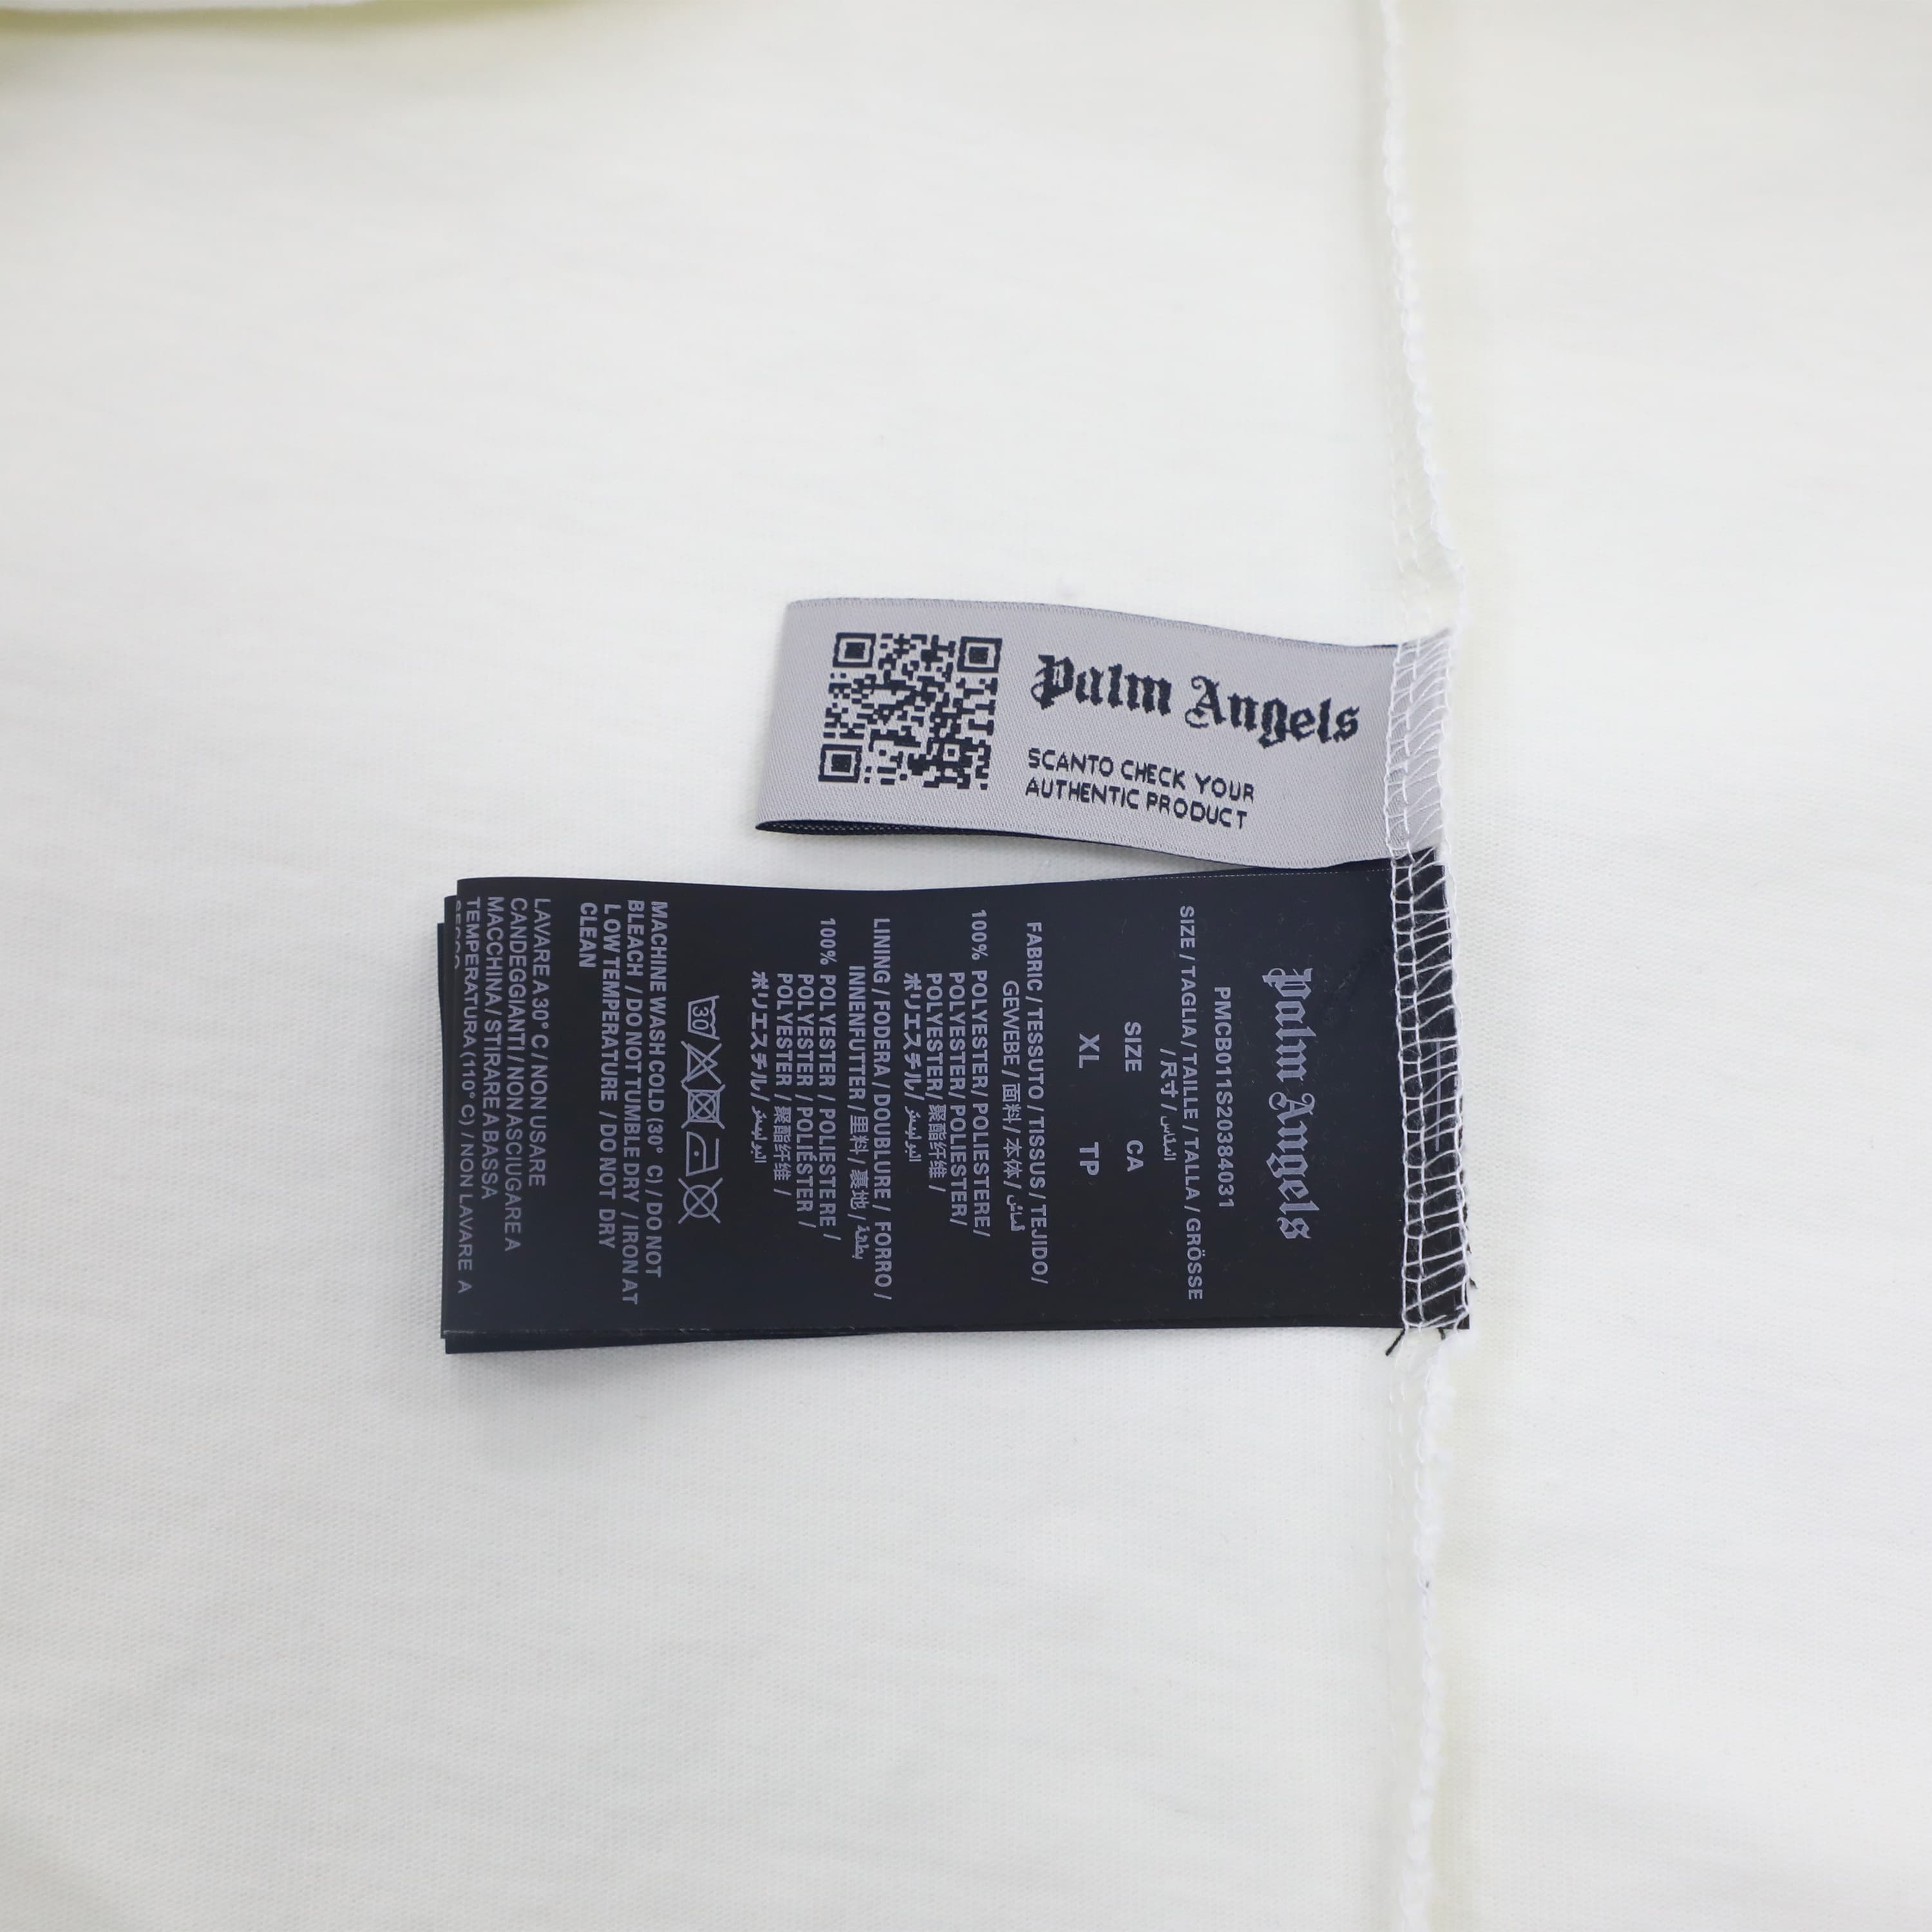 Palm Angels
SCANTO CHECK YOUR
AUTHENTIC PRODUCT
Palm Angels
PMCB011S20384031
SIZE / TAGLIA / TAILLE / TALLA / GRÖSSE
/ 尺寸 /
SIZE CA
XL TP
FABRIC / TESSUTO / TISSUS / TEJIDO/
GEWEBE / 面料 / 本体 /
100% POLYESTER/ POLIESTERE/
POLYESTER/ POLIESTER/
POLYESTER/ 聚酯纤维 /
ポリエステル/
LINING / FODERA / DOUBLURE / FORRO /
INNENFUTTER / 里料 / 裏地 /
100% POLYESTER / POLIESTERE /
POLYESTER / POLIÉSTER /
POLYESTER / 聚酯纤维 /
ポリエステル/
30
MACHINE WASH COLD (30° C) / DO NOT
BLEACH / DO NOT TUMBLE DRY / IRON AT
LOW TEMPERATURE / DO NOT DRY
CLEAN
LAVARE A 30° C / NON USARE
CANDEGGIANTI / NON ASCIUGARE A
MACCHINA / STIRARE A BASSA
TEMPERATURA (110° C) / NON LAVARE A